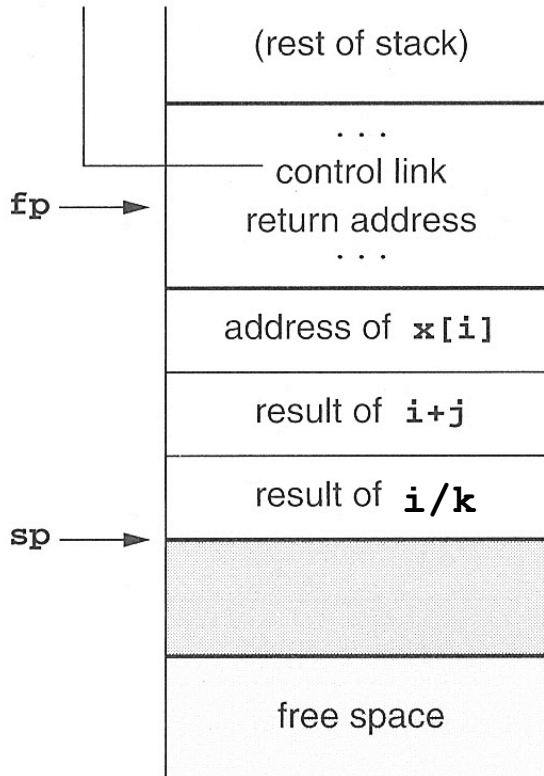 (rest of stack)
. . .
control link
fp
return address
. . .
address of x[i]
result of i+j
result of i/k
sp
free space